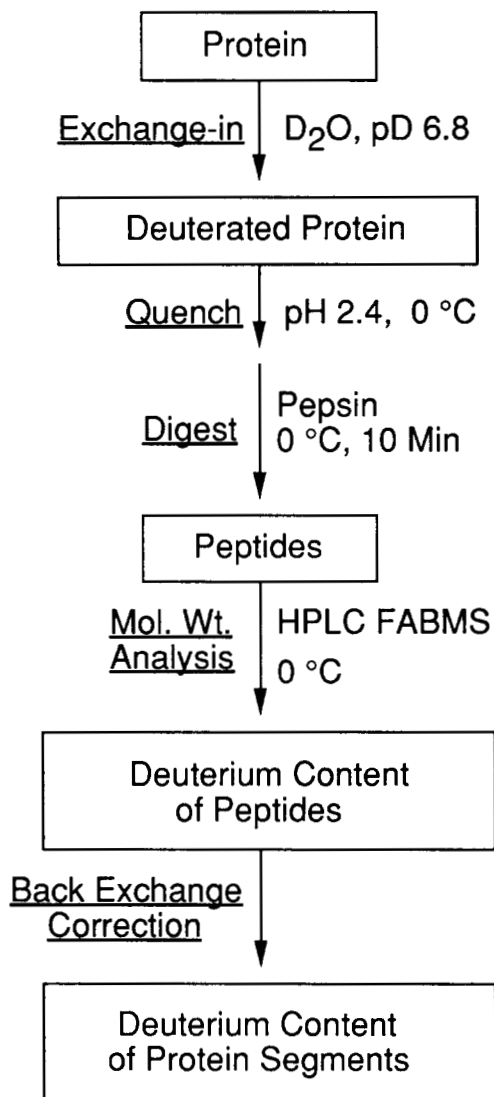 Protein
Exchange-in D₂O, pD 6.8
Deuterated Protein
Quench pH 2.4, 0 °C
Pepsin
Digest 0 °C, 10 Min
Peptides
Mol. Wt. HPLC FABMS
Analysis 0 °C
Deuterium Content
of Peptides
Back Exchange
Correction
Deuterium Content
of Protein Segments